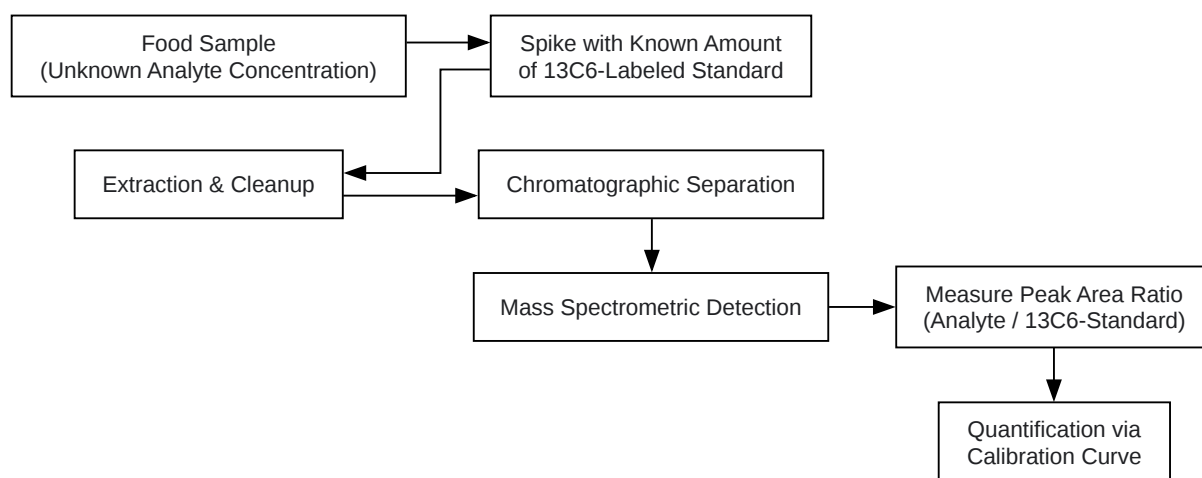 Food Sample
(Unknown Analyte Concentration)
Spike with Known Amount
of 13C6-Labeled Standard
Extraction & Cleanup
Chromatographic Separation
Mass Spectrometric Detection
Measure Peak Area Ratio
(Analyte / 13C6-Standard)
Quantification via
Calibration Curve